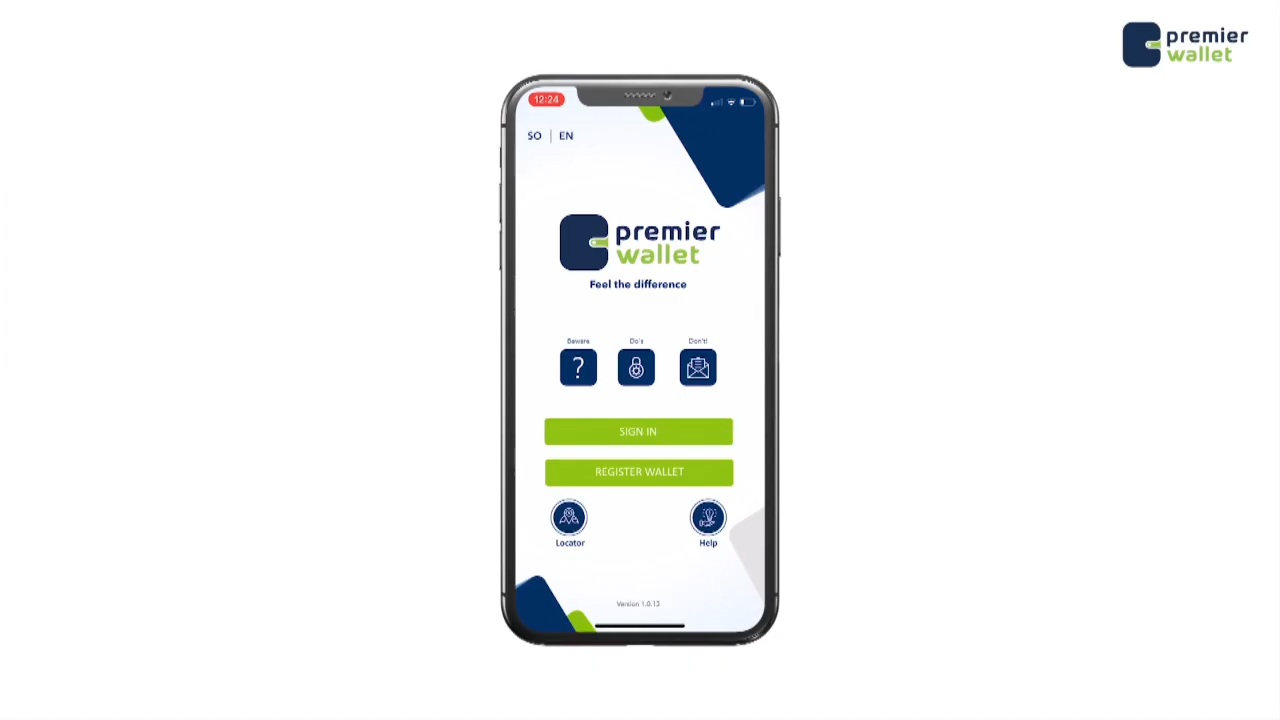 premier
wallet
12:24
SO | EN
premier
wallet
Feel the difference
Beware
Do's
Don't!
SIGN IN
REGISTER WALLET
Locator
Help
Version 1.0.13